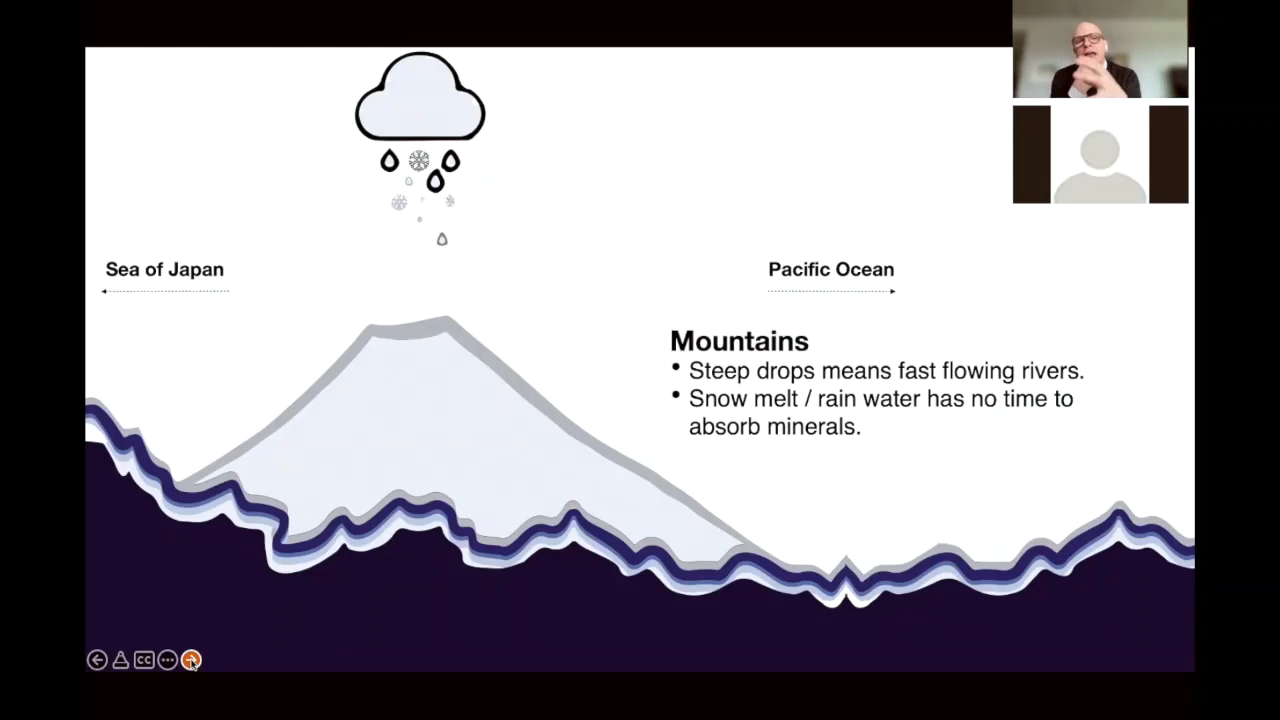 Sea of Japan
Pacific Ocean
Mountains
• Steep drops means fast flowing rivers.
• Snow melt / rain water has no time to
absorb minerals.
CC